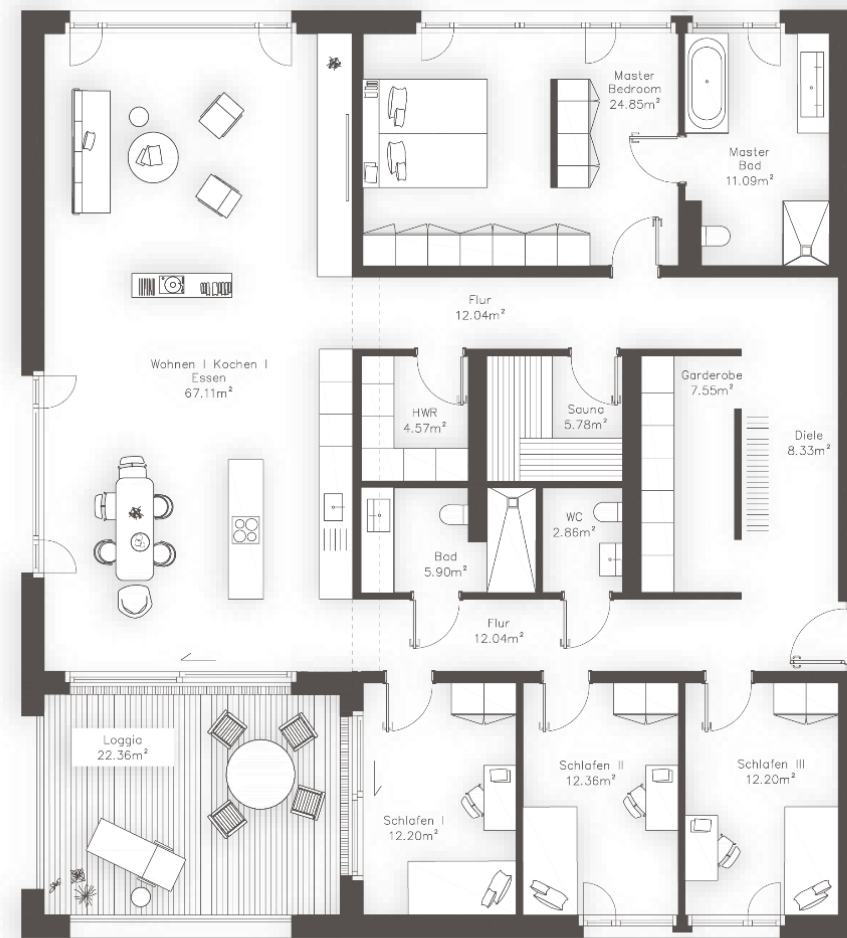 Master
Bedroom
24.85m²
Master
Bad
11.09m²
Flur
12.04m²
Wohnen | Kochen |
Essen
67.11m²
HWR
4.57m²
Sauna
5.78m²
Garderobe
7.55m²
Diele
8.33m²
Bad
5.90m²
WC
2.86m²
Flur
12.04m²
Loggia
22.36m²
Schlafen I
12.20m²
Schlafen II
12.36m²
Schlafen III
12.20m²